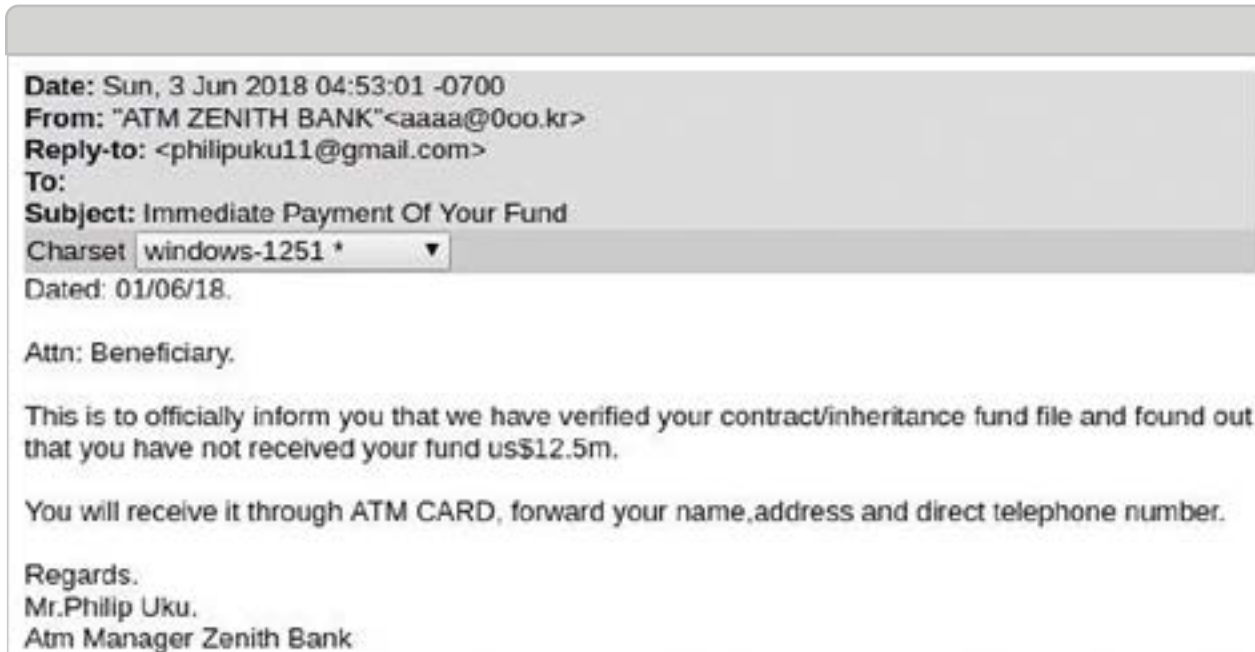 Date: Sun, 3 Jun 2018 04:53:01 -0700
From: "ATM ZENITH BANK"<aaaa@0oo.kr>
Reply-to: <philipuku11@gmail.com>
To:
Subject: Immediate Payment Of Your Fund
Charset windows-1251 *
Dated: 01/06/18.
Attn: Beneficiary.
This is to officially inform you that we have verified your contract/inheritance fund file and found out
that you have not received your fund us$12.5m.
You will receive it through ATM CARD, forward your name,address and direct telephone number.
Regards.
Mr.Philip Uku.
Atm Manager Zenith Bank